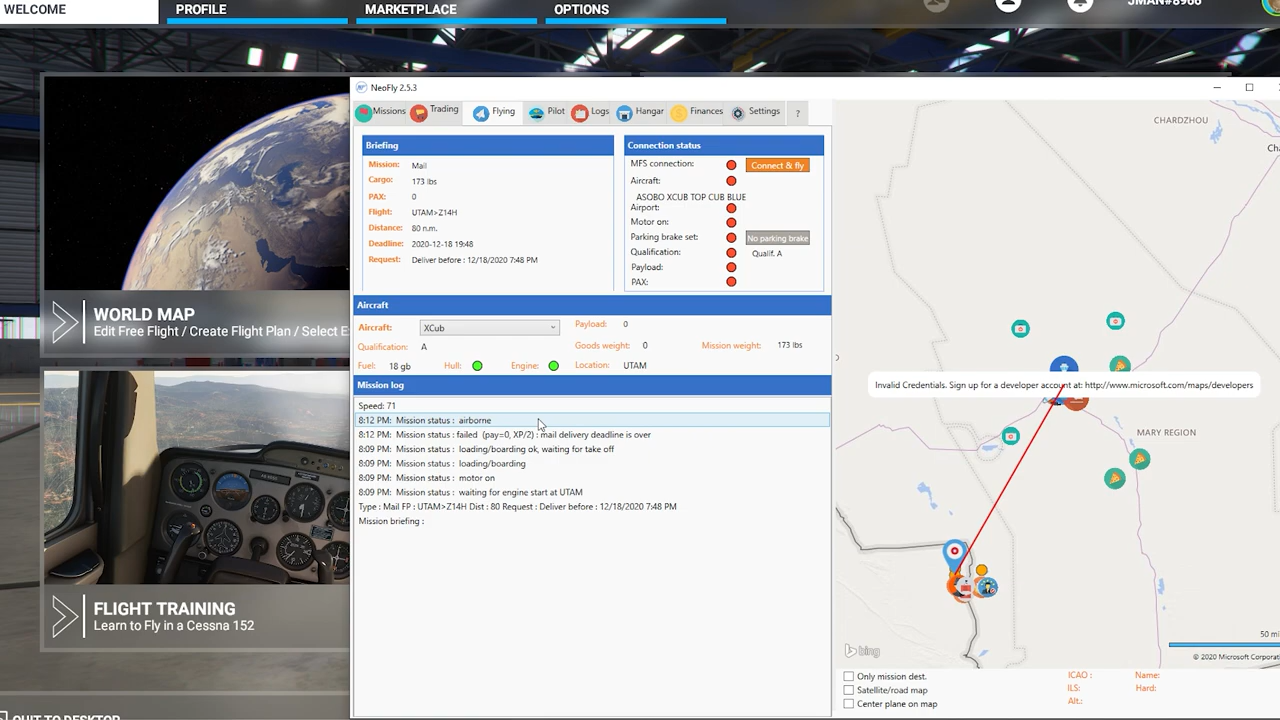 WELCOME
PROFILE
MARKETPLACE
OPTIONS
JMAN#8966
WORLD MAP
Edit Free Flight / Create Flight Plan / Select E
FLIGHT TRAINING
Learn to Fly in a Cessna 152
QUIT TO DESKTOP
NeoFly 2.5.3
Missions
Trading
Flying
Pilot
Logs
Hangar
Finances
Settings
?
Briefing
Mission: Mail
Cargo: 173 lbs
PAX: 0
Flight: UTAM>Z14H
Distance: 80 n.m.
Deadline: 2020-12-18 19:48
Request: Deliver before : 12/18/2020 7:48 PM
Connection status
MFS connection: Connect & fly
Aircraft:
ASOBO XCUB TOP CUB BLUE
Airport:
Motor on:
Parking brake set: No parking brake
Qualification: Qualif. A
Payload:
PAX:
Aircraft
Aircraft: XCub Payload: 0
Qualification: A Goods weight: 0 Mission weight: 173 lbs
Fuel: 18 gb Hull: Engine: Location: UTAM
Mission log
Speed: 71
8:12 PM: Mission status : airborne
8:12 PM: Mission status : failed (pay=0, XP/2) : mail delivery deadline is over
8:09 PM: Mission status : loading/boarding ok, waiting for take off
8:09 PM: Mission status : loading/boarding
8:09 PM: Mission status : motor on
8:09 PM: Mission status : waiting for engine start at UTAM
Type : Mail FP : UTAM>Z14H Dist : 80 Request : Deliver before : 12/18/2020 7:48 PM
Mission briefing :
CHARDZHOU
Cha
Invalid Credentials. Sign up for a developer account at: http://www.microsoft.com/maps/developers
MARY REGION
bing
50 mi
© 2020 Microsoft Corporat
Only mission dest.
Satellite/road map
Center plane on map
ICAO : Name:
ILS: Hard:
Alt.: